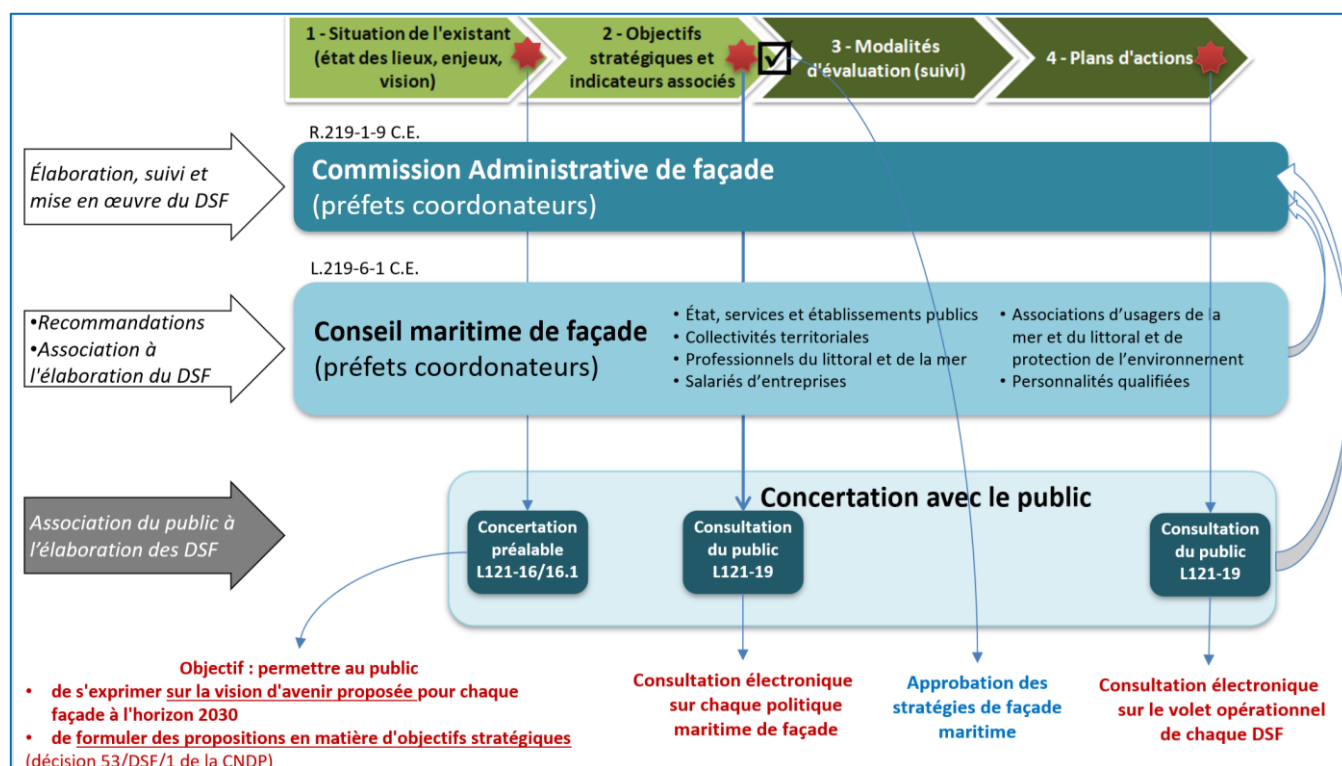 1 - Situation de l'existant
(état des lieux, enjeux,
vision)
2 - Objectifs
stratégiques et
indicateurs associés
3 - Modalités
d'évaluation (suivi)
4 - Plans d'actions
R.219-1-9 C.E.
Élaboration, suivi et
mise en œuvre du DSF
Commission Administrative de façade
(préfets coordonateurs)
L.219-6-1 C.E.
•Recommandations
•Association à
l'élaboration du DSF
Conseil maritime de façade
(préfets coordonateurs)
• État, services et établissements publics
• Collectivités territoriales
• Professionnels du littoral et de la mer
• Salariés d’entreprises
• Associations d’usagers de la
mer et du littoral et de
protection de l’environnement
• Personnalités qualifiées
Association du public à
l’élaboration des DSF
Concertation avec le public
Concertation
préalable
L121-16/16.1
Consultation
du public
L121-19
Consultation
du public
L121-19
Objectif : permettre au public
• de s'exprimer sur la vision d'avenir proposée pour chaque
façade à l'horizon 2030
• de formuler des propositions en matière d'objectifs stratégiques
(décision 53/DSF/1 de la CNDP)
Consultation électronique
sur chaque politique
maritime de façade
Approbation des
stratégies de façade
maritime
Consultation électronique
sur le volet opérationnel
de chaque DSF